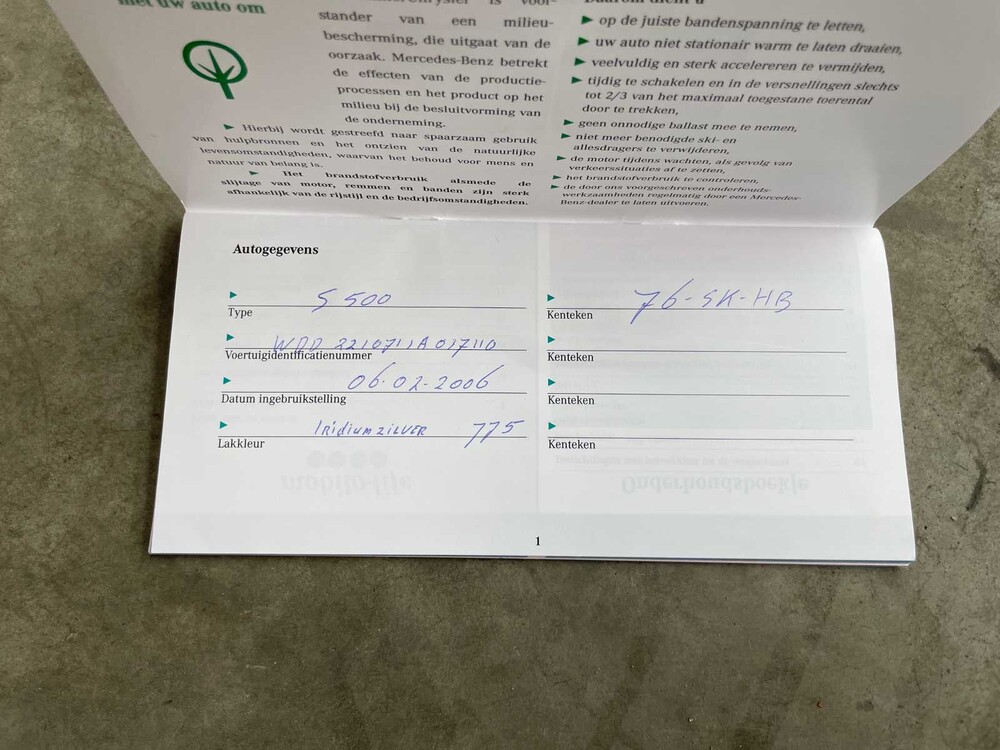 met uw auto om
stander van een milieu-
bescherming, die uitgaat van de
oorzaak. Mercedes-Benz betrekt
de effecten van de productie-
processen en het product op het
milieu bij de besluitvorming van
de onderneming.
► Hierbij wordt gestreefd naar spaarzaam gebruik
van hulpbronnen en het ontzien van de natuurlijke
levensomstandigheden, waarvan het behoud voor mens en
natuur van belang is.
► Het brandstofverbruik alsmede de
slijtage van motor, remmen en banden zijn sterk
afhankelijk van de rijstijl en de bedrijfsomstandigheden.
Daarom dient u
► op de juiste bandenspanning te letten,
► uw auto niet stationair warm te laten draaien,
► veelvuldig en sterk accelereren te vermijden,
► tijdig te schakelen en in de versnellingen slechts
tot 2/3 van het maximaal toegestane toerental
door te trekken,
► geen onnodige ballast mee te nemen,
► niet meer benodigde ski- en
allesdragers te verwijderen,
► de motor tijdens wachten, als gevolg van
verkeerssituaties af te zetten,
► het brandstofverbruik te controleren,
► de door ons voorgeschreven onderhouds-
werkzaamheden regelmatig door een Mercedes-
Benz-dealer te laten uitvoeren.
Autogegevens
► S 500
Type
► WDD 2210711A017110
Voertuigidentificatienummer
► 06-02-2006
Datum ingebruikstelling
► Iridiumzilver 775
Lakkleur
► 76-SK-HB
Kenteken
►
Kenteken
►
Kenteken
►
Kenteken
mobilo-life
Onderhoudsboekje
1